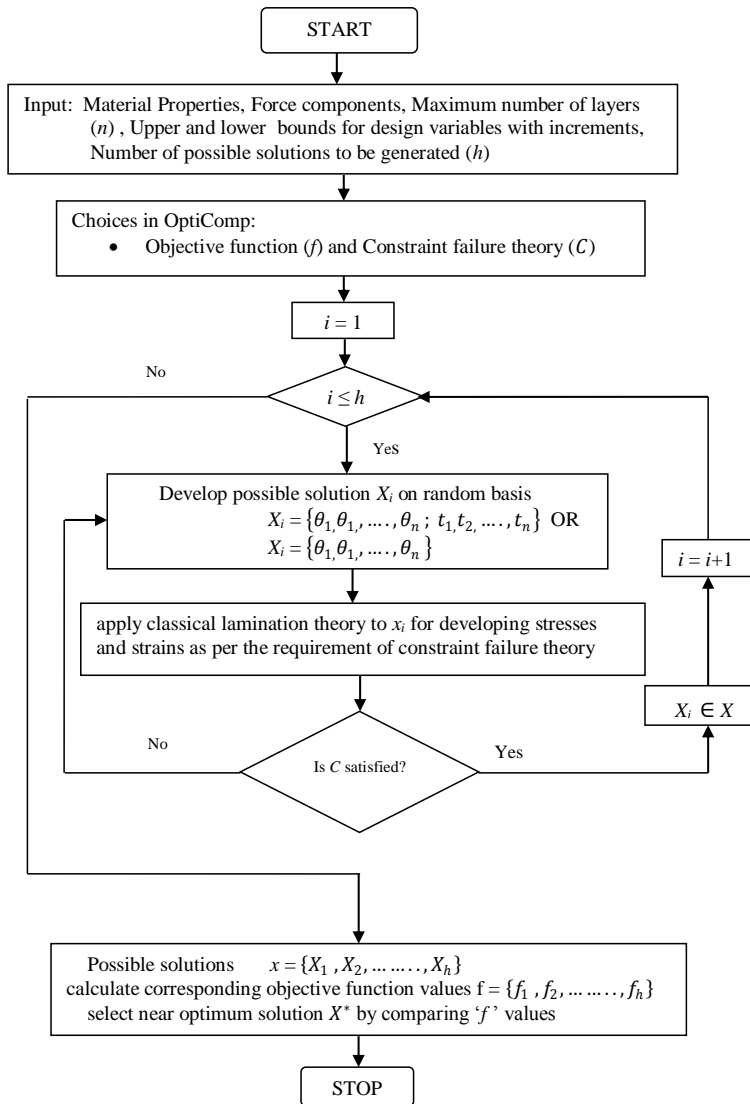 START
Input: Material Properties, Force components, Maximum number of layers
(n) , Upper and lower bounds for design variables with increments,
Number of possible solutions to be generated (h)
Choices in OptiComp:
• Objective function (f) and Constraint failure theory (C)
i = 1
No
i ≤ h
Yes
Develop possible solution Xᵢ on random basis
Xᵢ = {θ₁,θ₁,, … . , θₙ ; t₁,t₂, … . , tₙ} OR
Xᵢ = {θ₁,θ₁,, … . , θₙ}
i = i+1
apply classical lamination theory to xᵢ for developing stresses
and strains as per the requirement of constraint failure theory
Xᵢ ∈ X
No
Is C satisfied?
Yes
Possible solutions x = {X₁ , X₂, … … . . , Xₕ}
calculate corresponding objective function values f = {f₁ , f₂, … … . . , fₕ}
select near optimum solution X* by comparing ‘f ’ values
STOP